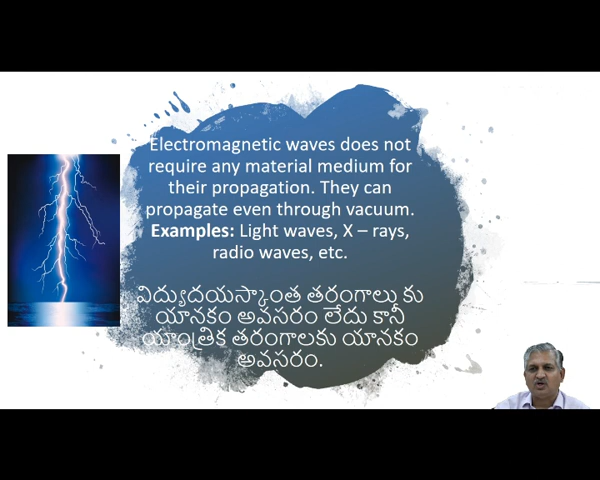 Electromagnetic waves does not
require any material medium for
their propagation. They can
propagate even through vacuum.
Examples: Light waves, X – rays,
radio waves, etc.
విద్యుదయస్కాంత తరంగాలు కు
యానకం అవసరం లేదు కానీ
యాంత్రిక తరంగాలకు యానకం
అవసరం.